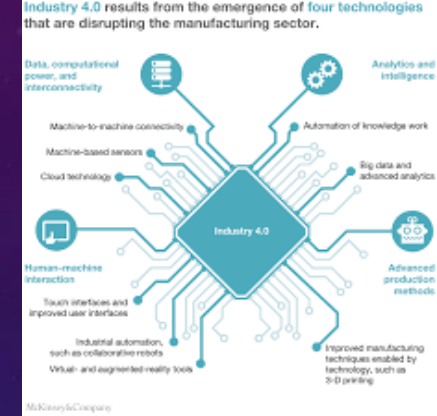 Industry 4.0 results from the emergence of four technologies
that are disrupting the manufacturing sector.
Data, computational
power, and
interconnectivity
Analytics and
intelligence
Machine-to-machine connectivity
Automation of knowledge work
Machine-based sensors
Cloud technology
Big data and
advanced analytics
Industry 4.0
Human-machine
interaction
Advanced
production
methods
Touch interfaces and
improved user interfaces
Industrial automation,
such as collaborative robots
Virtual- and augmented-reality tools
Improved manufacturing
techniques enabled by
technology, such as
3-D printing
McKinsey&Company